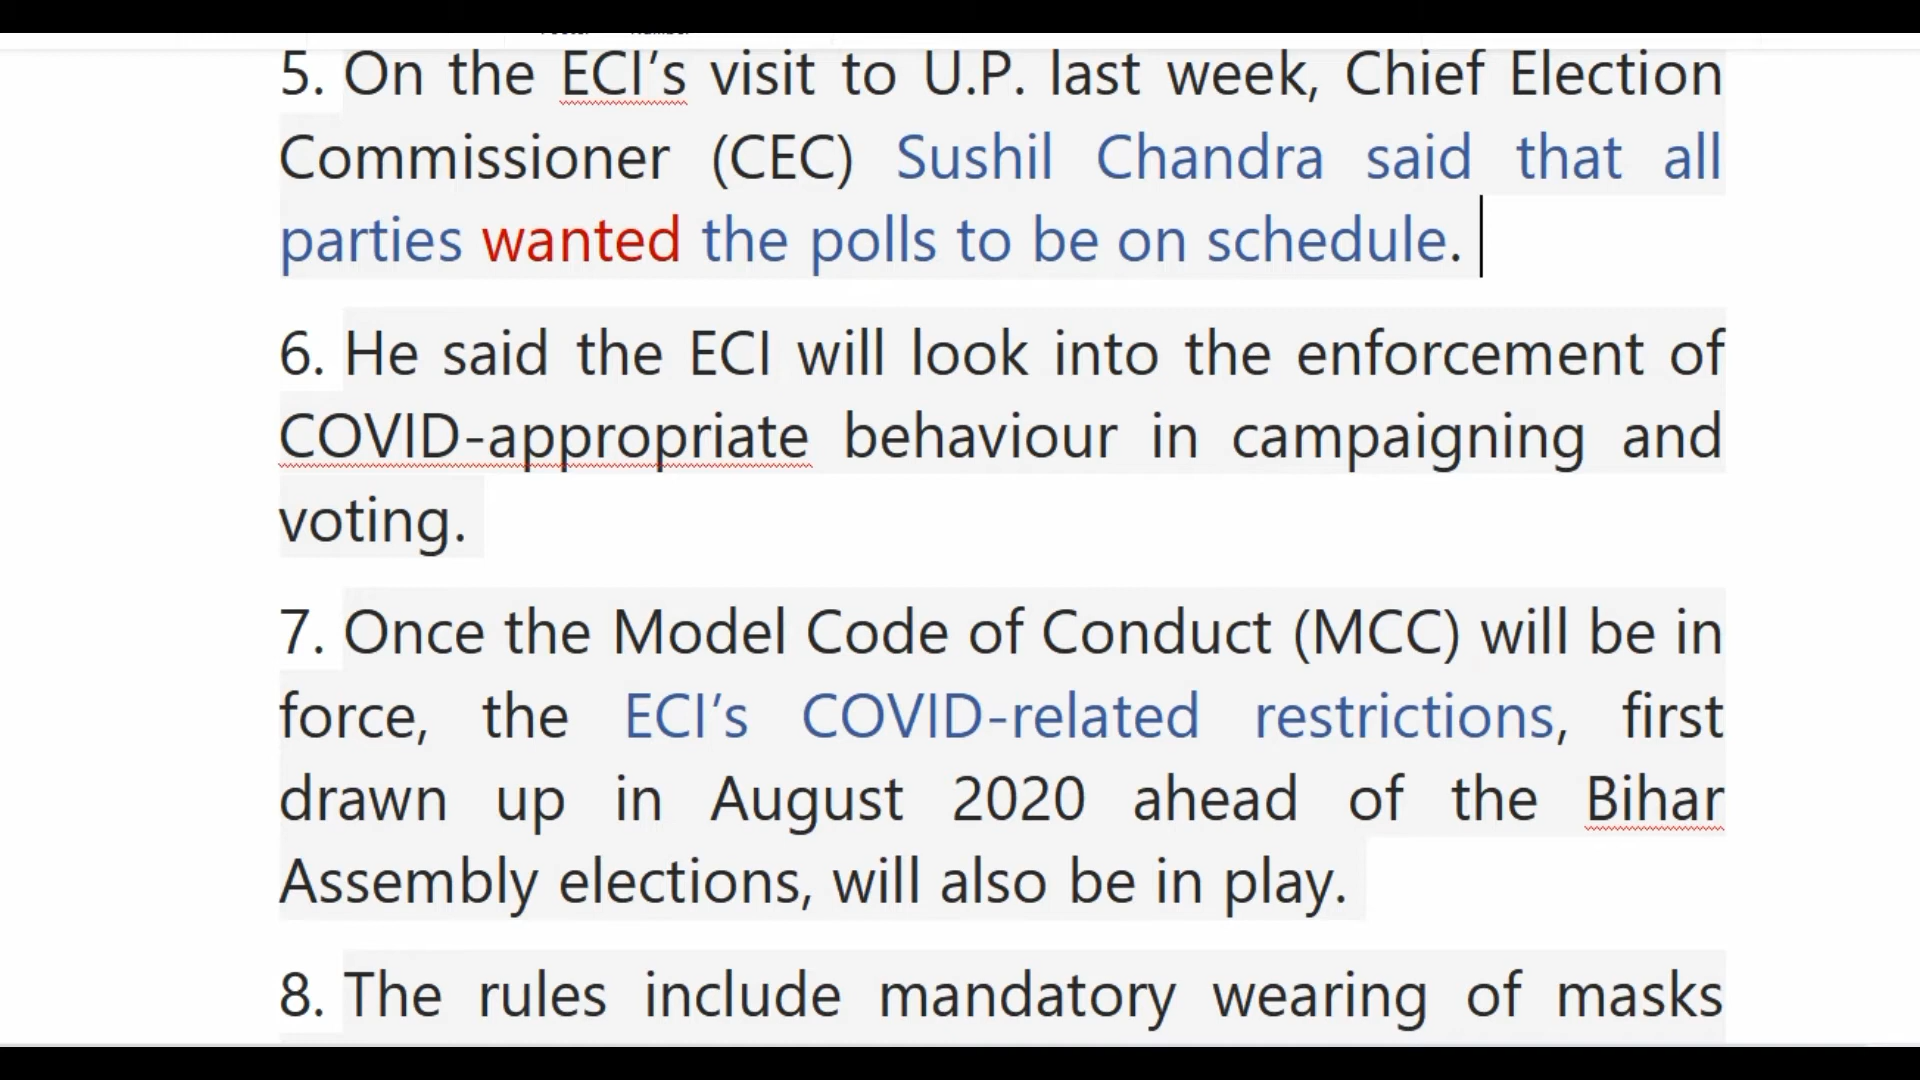 5. On the ECI’s visit to U.P. last week, Chief Election
Commissioner (CEC) Sushil Chandra said that all
parties wanted the polls to be on schedule.
6. He said the ECI will look into the enforcement of
COVID-appropriate behaviour in campaigning and
voting.
7. Once the Model Code of Conduct (MCC) will be in
force, the ECI’s COVID-related restrictions, first
drawn up in August 2020 ahead of the Bihar
Assembly elections, will also be in play.
8. The rules include mandatory wearing of masks